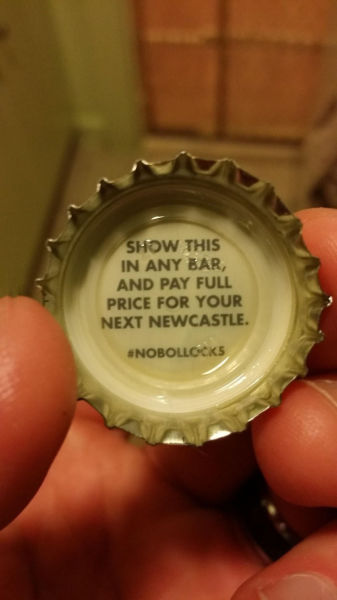 SHOW THIS
IN ANY BAR,
AND PAY FULL
PRICE FOR YOUR
NEXT NEWCASTLE.
#NOBOLLOCKS